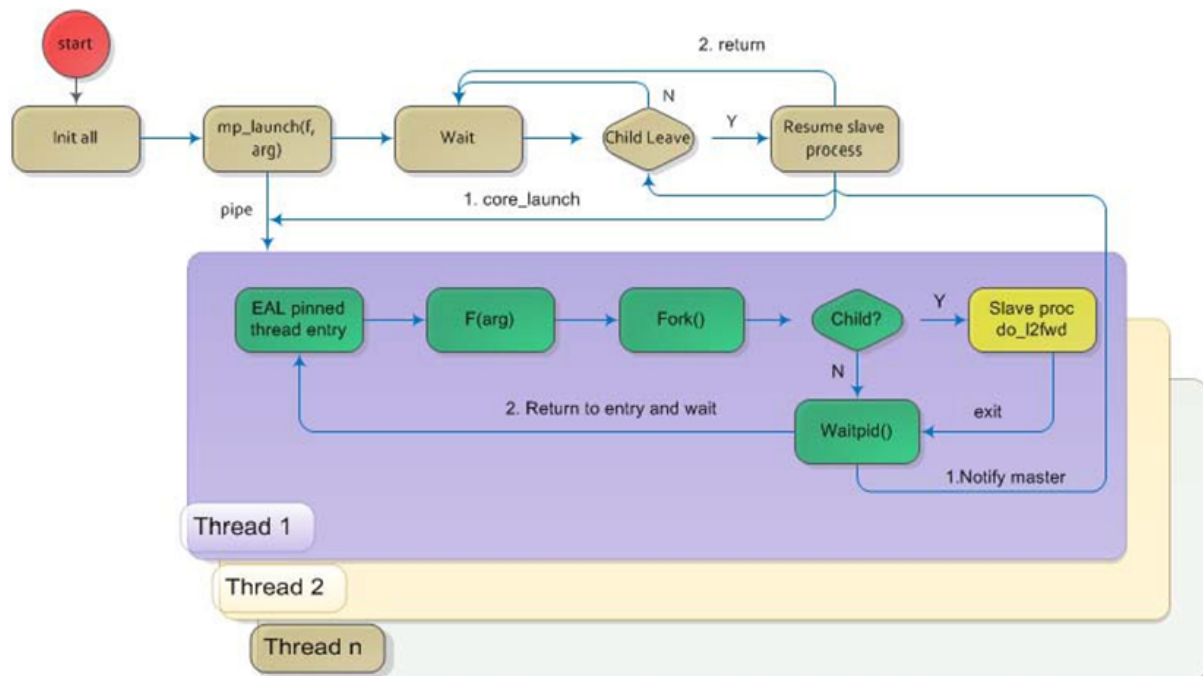 start
2. return
Init all
mp_launch(f,
arg)
Wait
N
Child Leave
Y
Resume slave
process
pipe
1. core_launch
EAL pinned
thread entry
F(arg)
Fork()
Child?
Y
Slave proc
do_l2fwd
N
2. Return to entry and wait
Waitpid()
exit
1.Notify master
Thread 1
Thread 2
Thread n